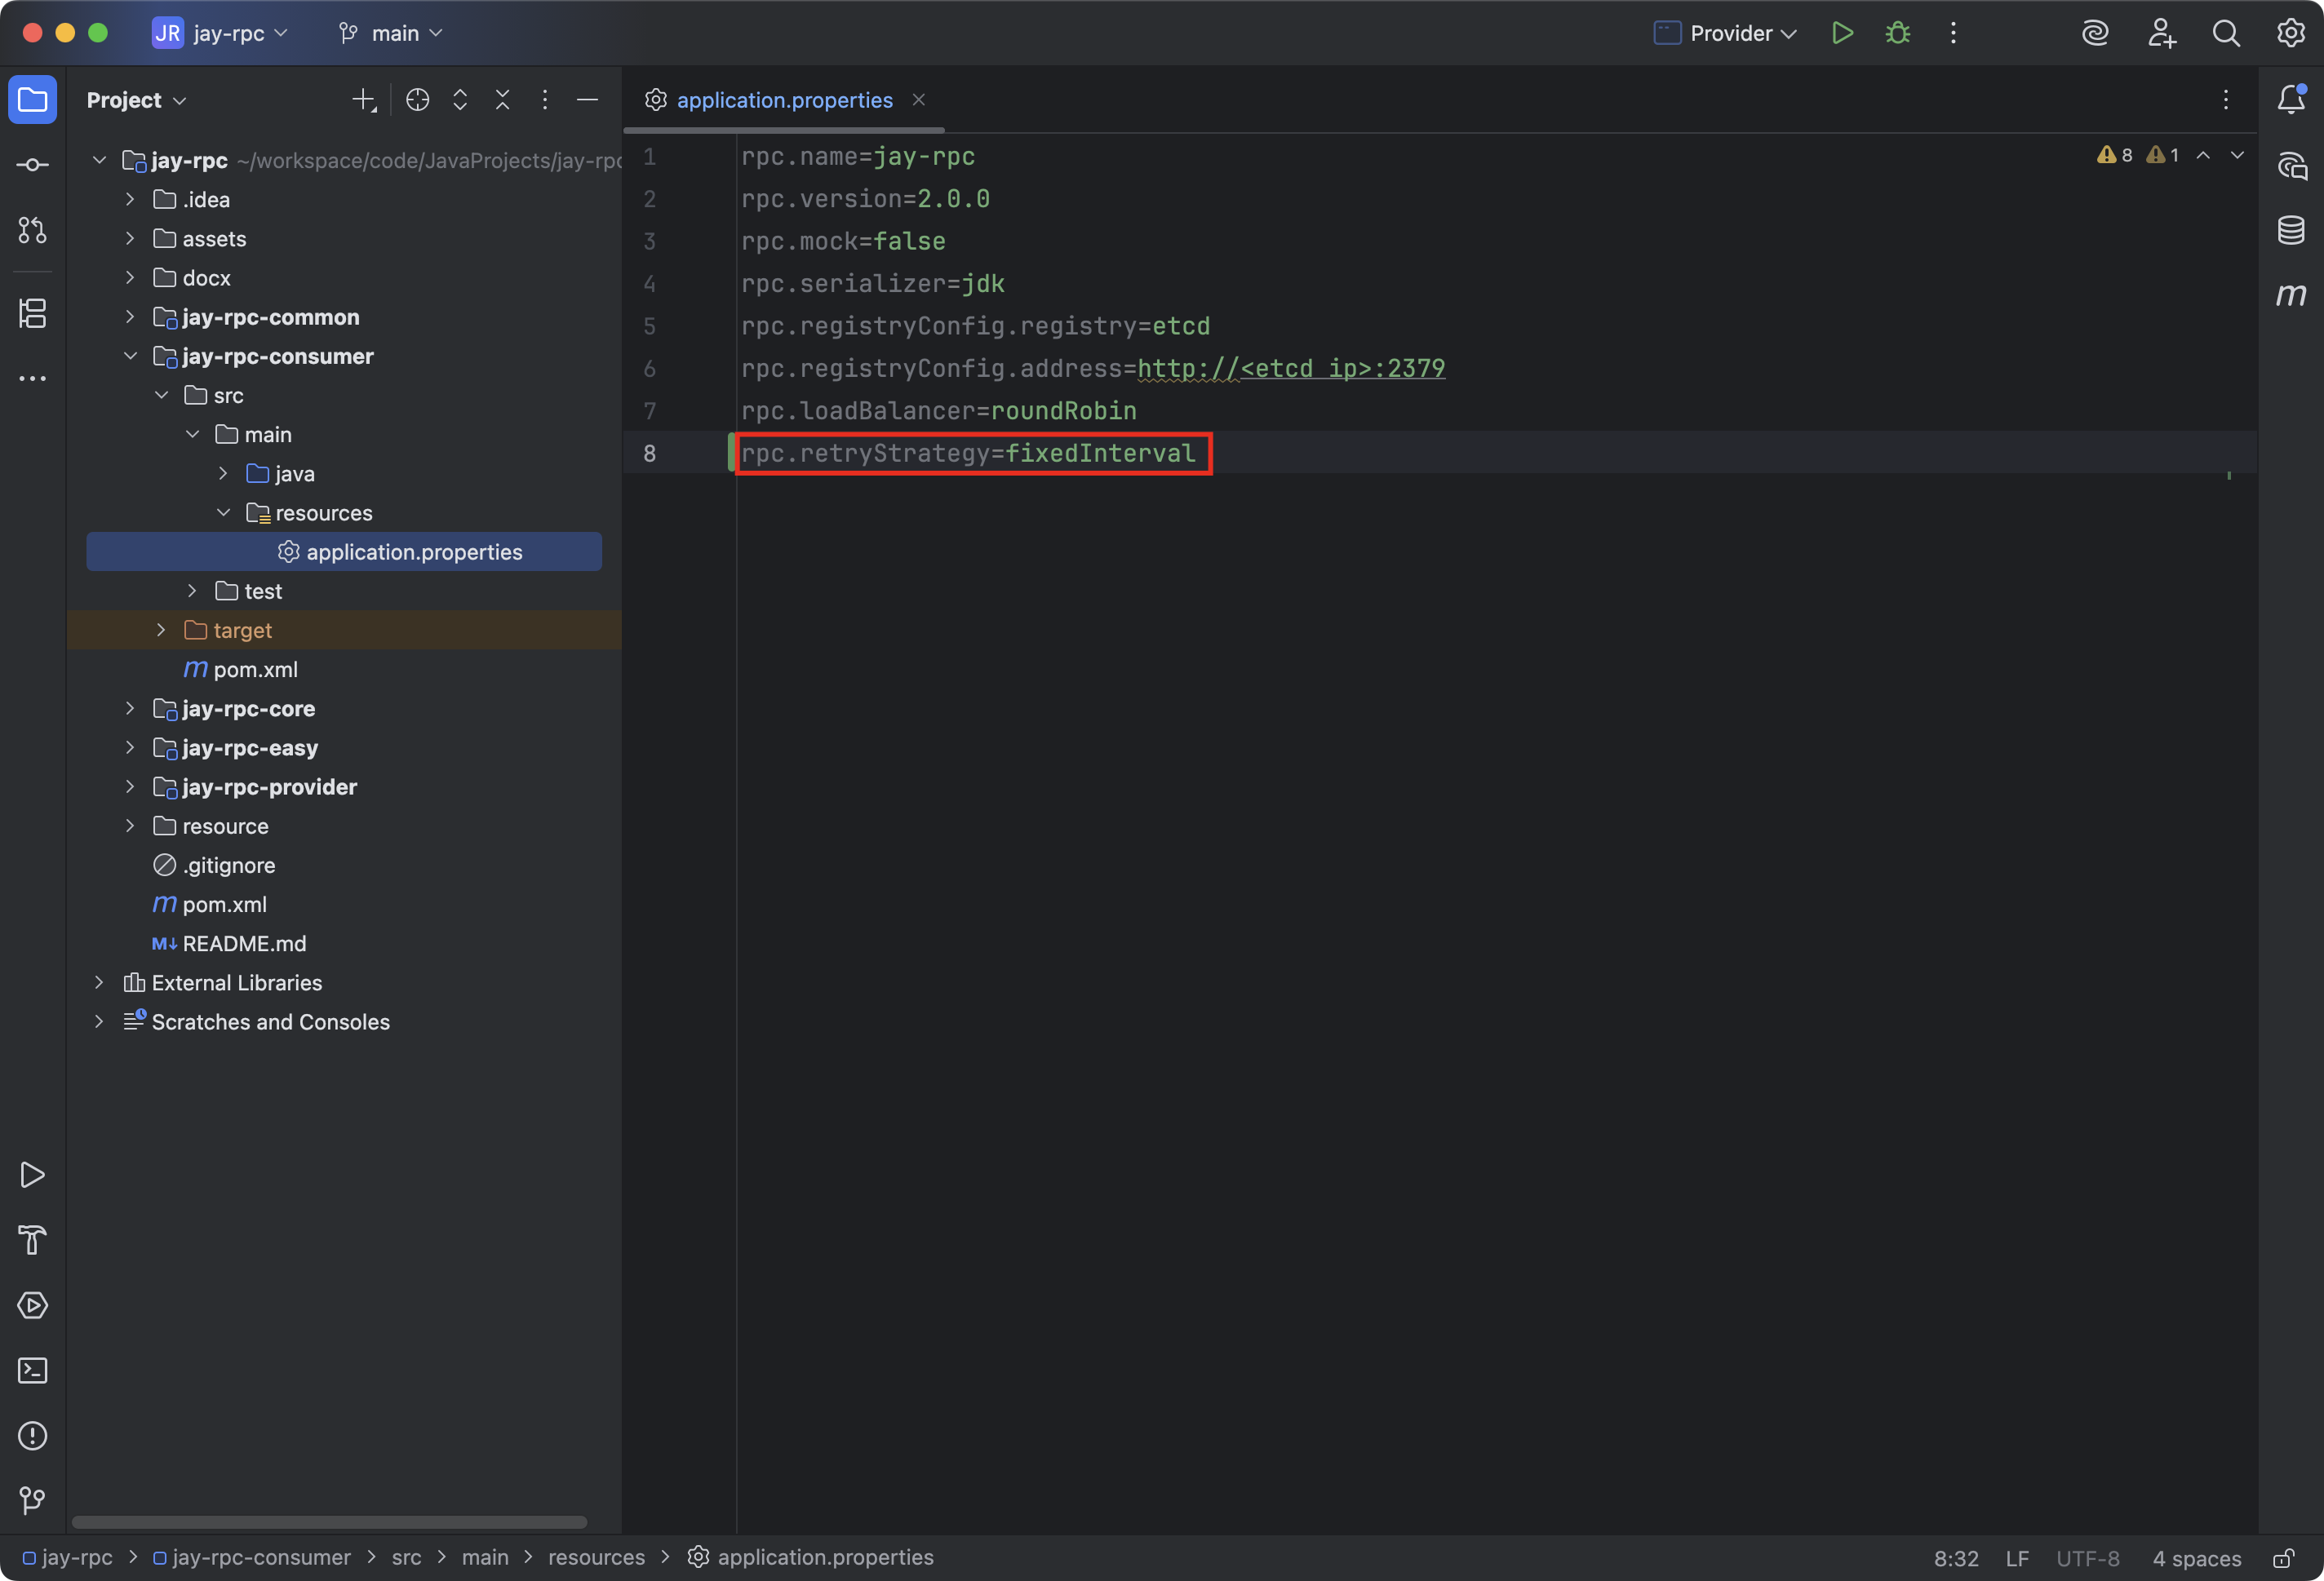 JR jay-rpc
main
Provider
Project
application.properties
jay-rpc ~/workspace/code/JavaProjects/jay-rpc
.idea
assets
docx
jay-rpc-common
jay-rpc-consumer
src
main
java
resources
application.properties
test
target
m pom.xml
jay-rpc-core
jay-rpc-easy
jay-rpc-provider
resource
.gitignore
m pom.xml
M↓ README.md
External Libraries
Scratches and Consoles
1 rpc.name=jay-rpc
2 rpc.version=2.0.0
3 rpc.mock=false
4 rpc.serializer=jdk
5 rpc.registryConfig.registry=etcd
6 rpc.registryConfig.address=http://<etcd ip>:2379
7 rpc.loadBalancer=roundRobin
8 rpc.retryStrategy=fixedInterval
8 1
m
jay-rpc > jay-rpc-consumer > src > main > resources > application.properties
8:32 LF UTF-8 4 spaces